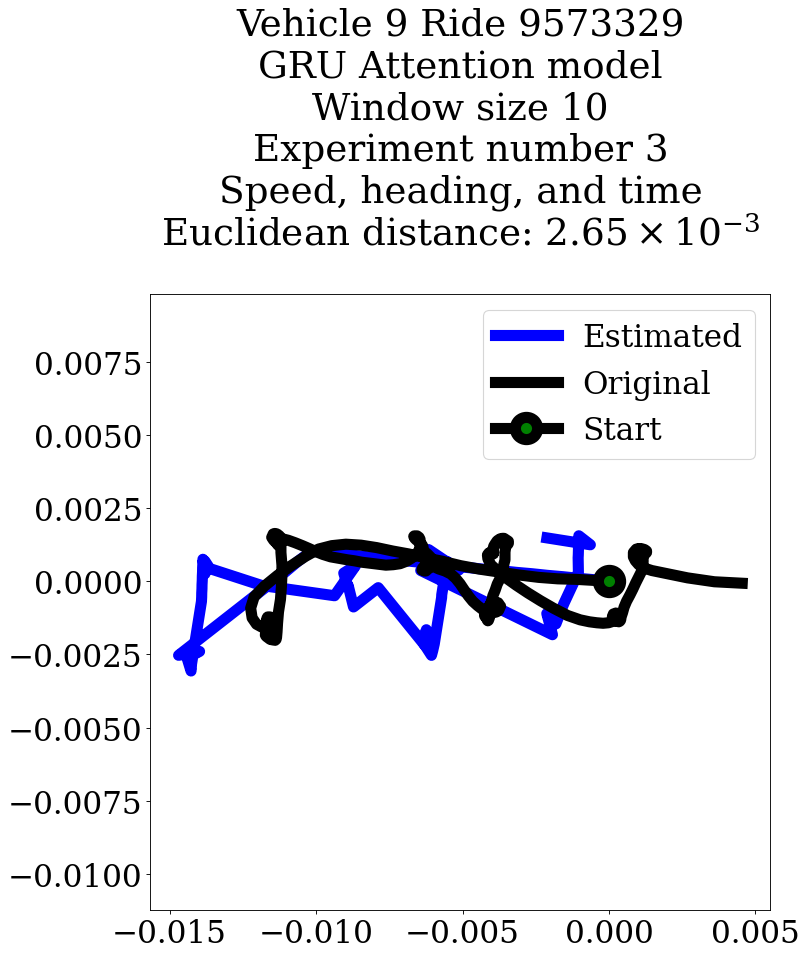 Vehicle 9 Ride 9573329
GRU Attention model
Window size 10
Experiment number 3
Speed, heading, and time
Euclidean distance: 2.65 × 10⁻³
Estimated
Original
Start
0.0075
0.0050
0.0025
0.0000
−0.0025
−0.0050
−0.0075
−0.0100
−0.015 −0.010 −0.005 0.000 0.005